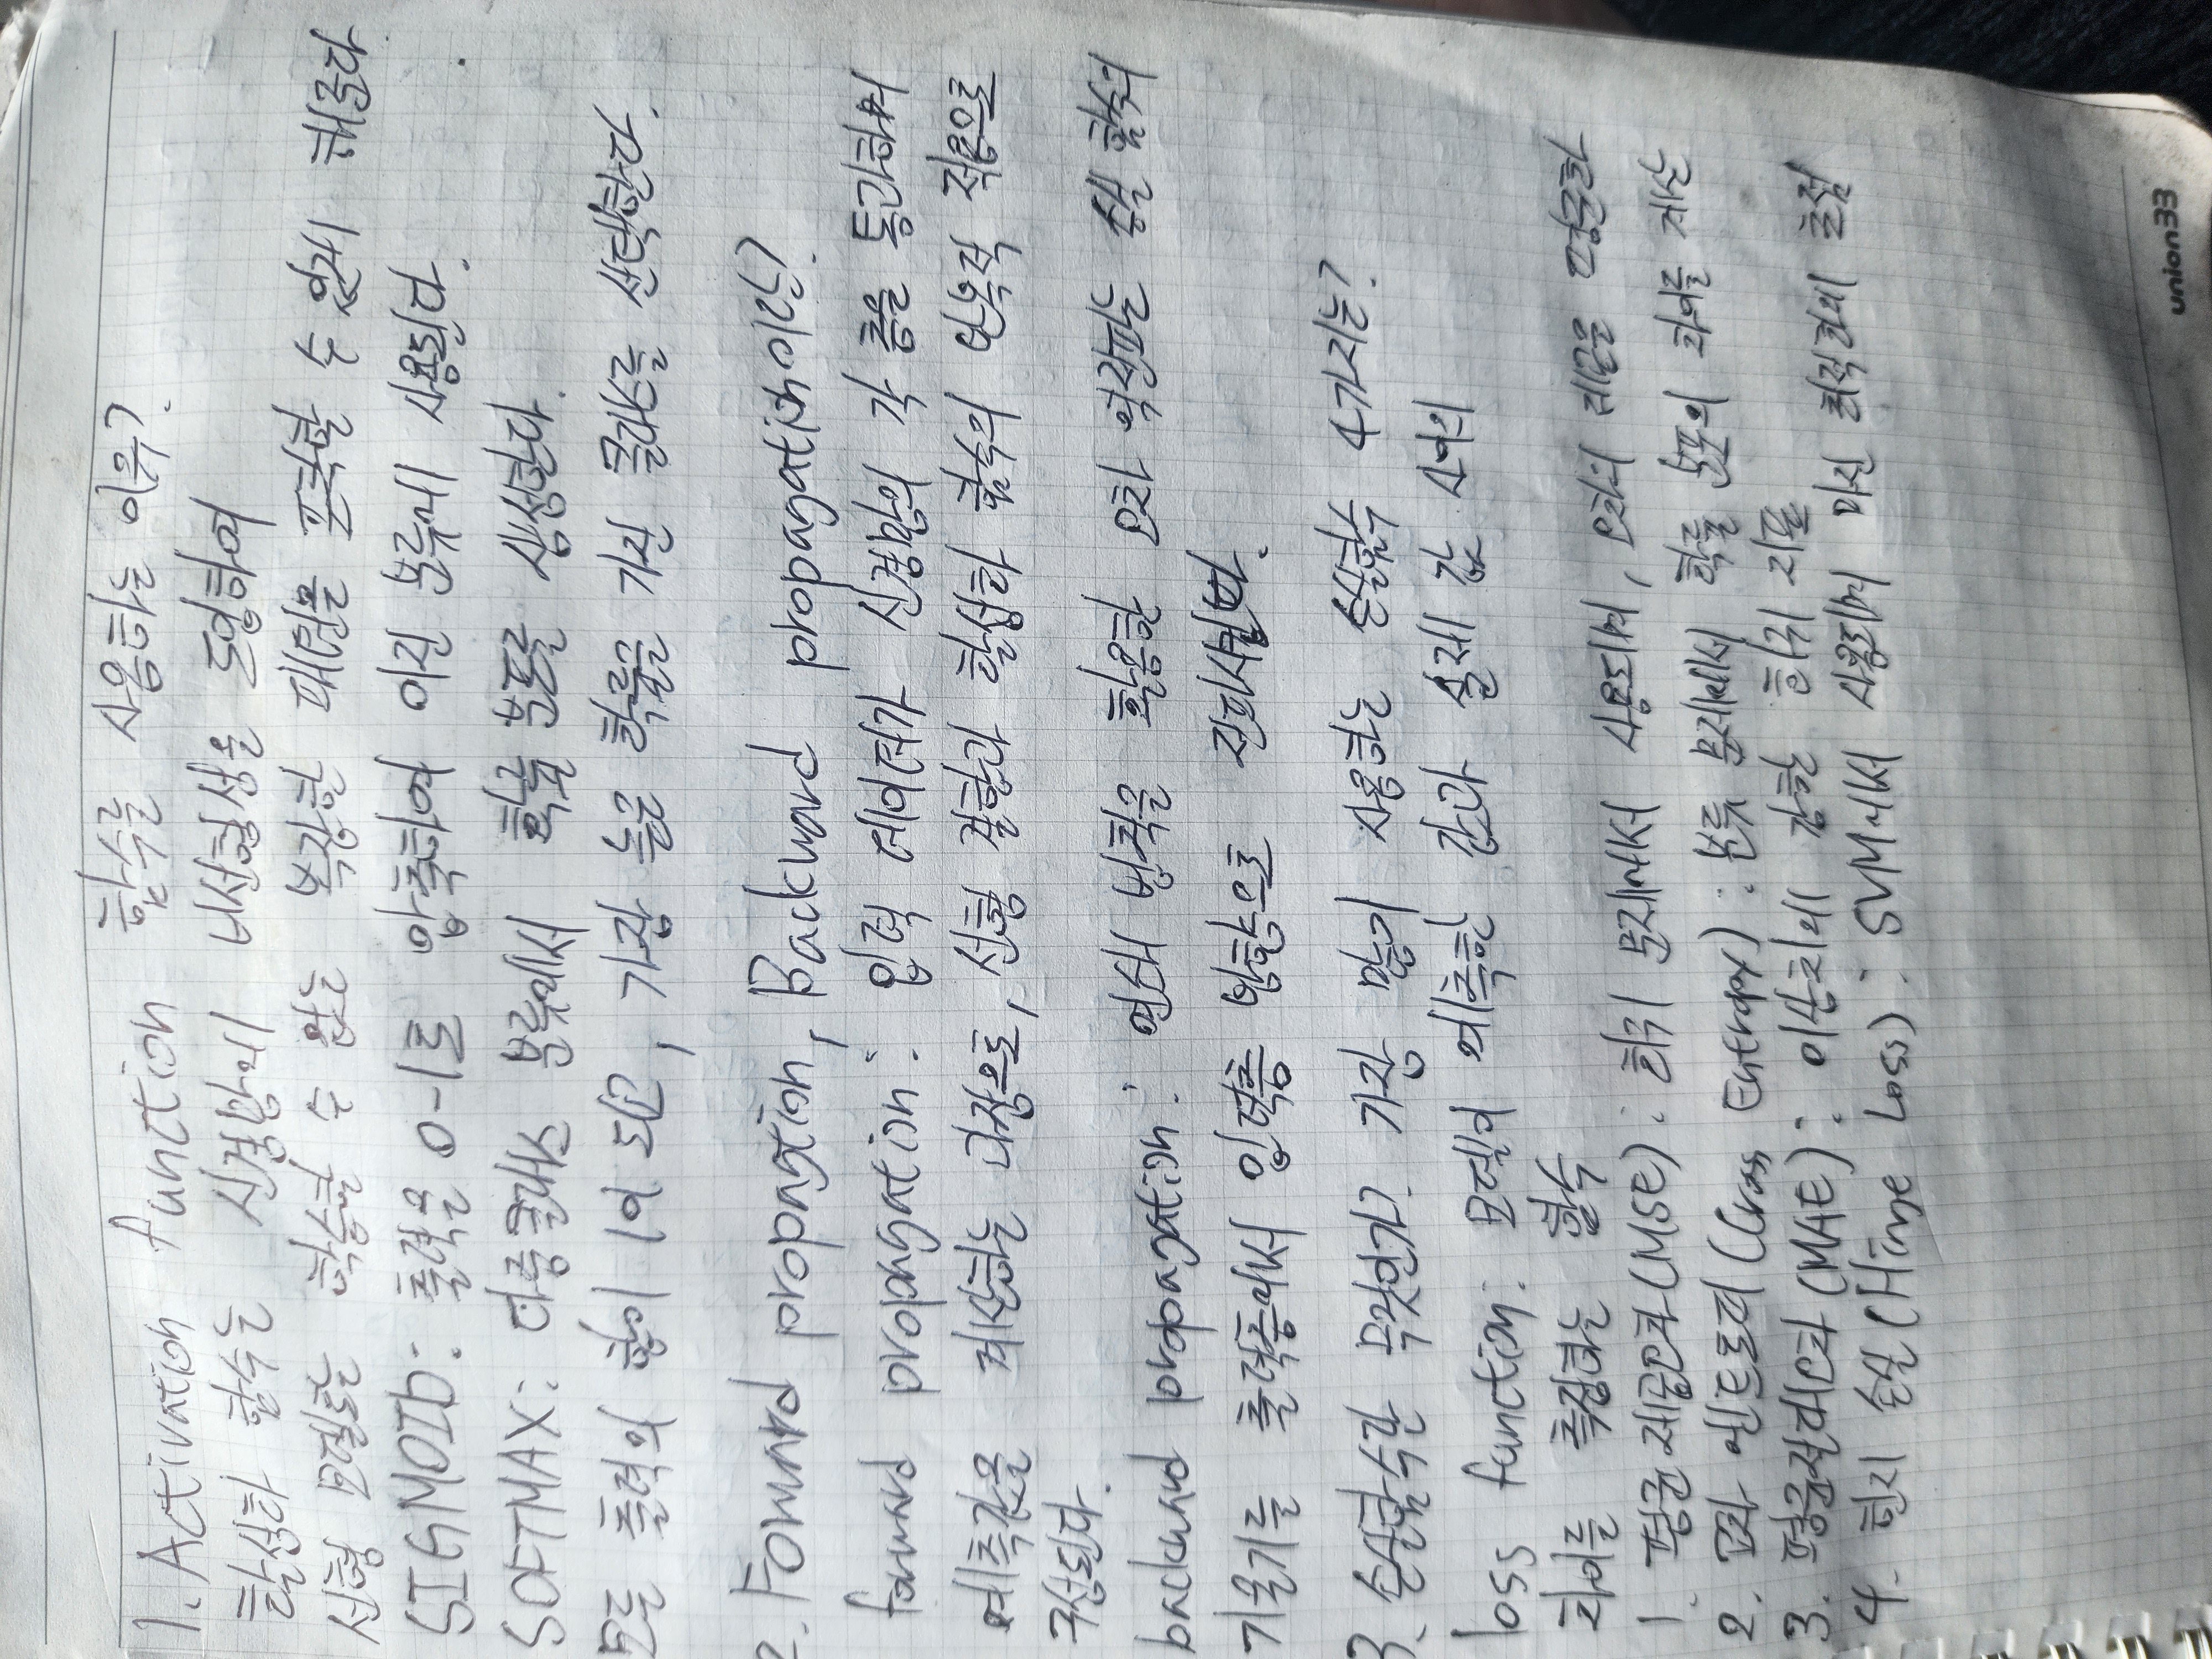 1. Activation function 함수를 사용하는 이유?
활성화 함수는 신경망에 비선형성을 도입하여
선형 모델로는 학습할 수 없는 복잡한 패턴을 포착할 수 있게 해준다
SIGMOID: 출력을 0-1로 압축하여 이진 분류에 사용된다.
SOFTMAX: 다중클래스 분류에서 확률 분포를 생성한다.
모든 출력의 합이 1이 되고, 가장 높은 확률을 가진 클래스를 선택한다.
2. Forward propagtion, Backward propagation이란?
forward propagation: 입력 데이터가 신경망의 각 층을 통과하며
예측값을 계산하는 과정으로, 선형 결합과 활성화 함수의 반복적 적용으로
구성된다.
backward propagation: 연쇄 법칙을 활용한 오차 역전파는 손실 함수의
기울기를 출력층에서 입력층 방향으로 전파시킨다.
3. 손실함수란 무엇인가? 가장 많이 사용하는 손실함수 4가지는?
loss function: 모델이 예측한 값과 실제 값 사이의
차이를 측정하는 함수
1. 평균제곱오차(MSE): 회귀 문제에서 사용되며, 오차의 제곱을 평균화
2. 교차 엔트로피(Cross Entropy): 분류 문제에서 확률 분포의 차이를 계산
3. 평균절대오차(MAE): 이상치에 강한 회귀 지표
4. 힌지 손실(Hinge Loss): SVM에서 사용되며 마진 최적화에 초점
union33